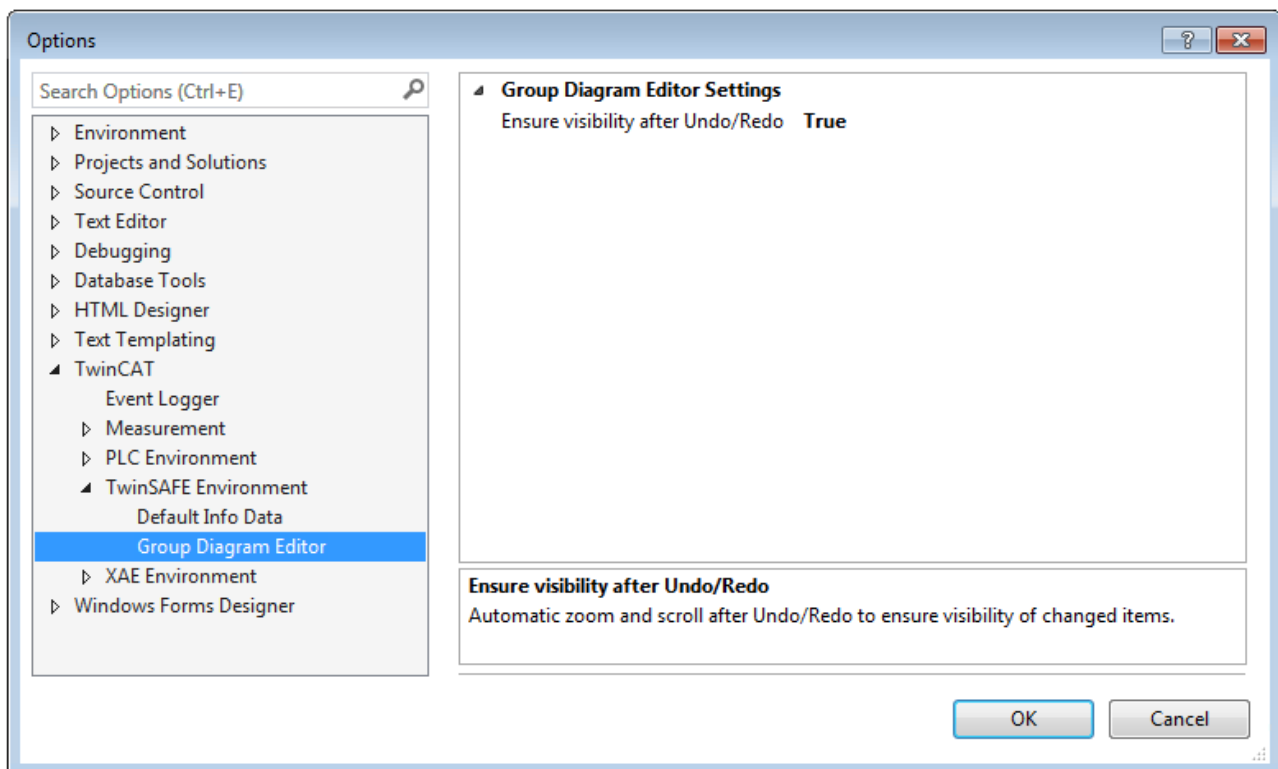 Options
Search Options (Ctrl+E)
Environment
Projects and Solutions
Source Control
Text Editor
Debugging
Database Tools
HTML Designer
Text Templating
TwinCAT
Event Logger
Measurement
PLC Environment
TwinSAFE Environment
Default Info Data
Group Diagram Editor
XAE Environment
Windows Forms Designer
Group Diagram Editor Settings
Ensure visibility after Undo/Redo True
Ensure visibility after Undo/Redo
Automatic zoom and scroll after Undo/Redo to ensure visibility of changed items.
OK
Cancel